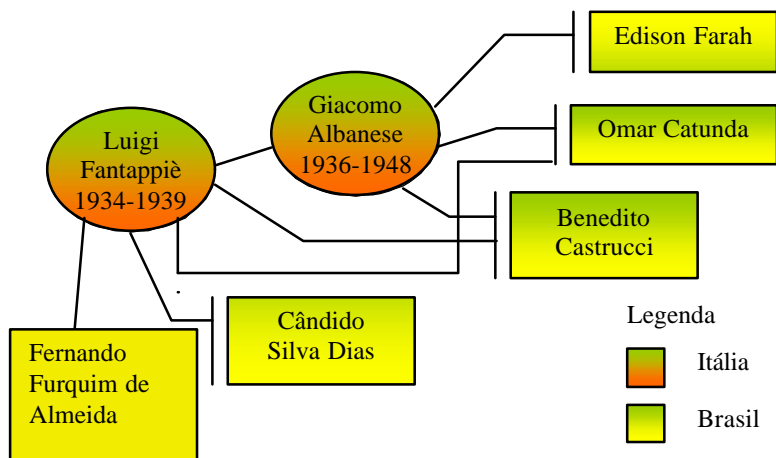 Edison Farah
Giacomo
Albanese
1936-1948
Omar Catunda
Luigi
Fantappiè
1934-1939
Benedito
Castrucci
Cândido
Silva Dias
Fernando
Furquim de
Almeida
Legenda
Itália
Brasil